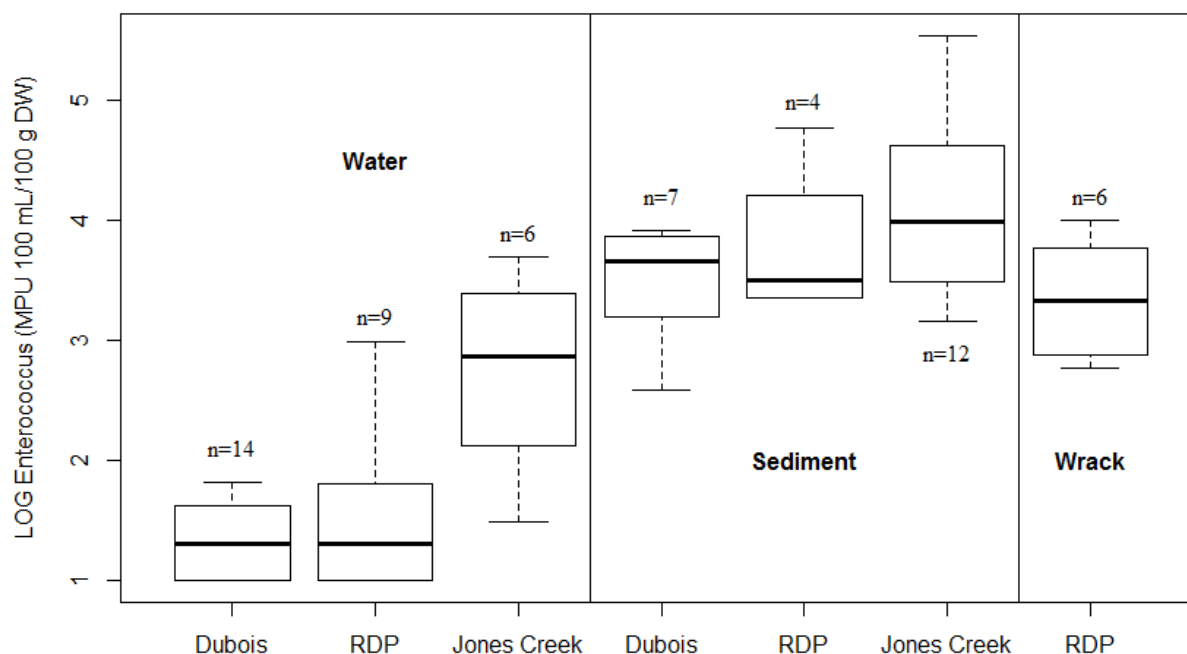 LOG Enterococcus (MPU 100 mL/100 g DW)
5
4
3
2
1
Water
Sediment
Wrack
n=14
n=9
n=6
n=7
n=4
n=12
n=6
Dubois
RDP
Jones Creek
Dubois
RDP
Jones Creek
RDP